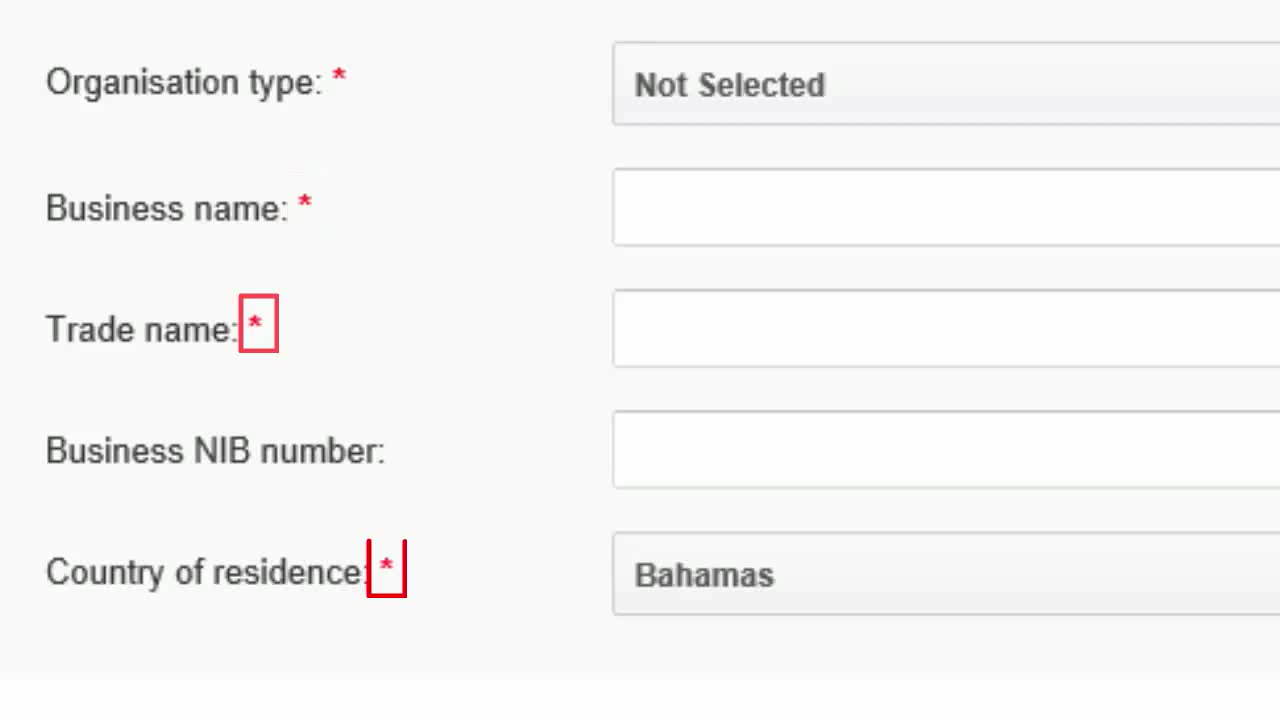 Organisation type: * Not Selected
Business name: *
Trade name: *
Business NIB number:
Country of residence: * Bahamas